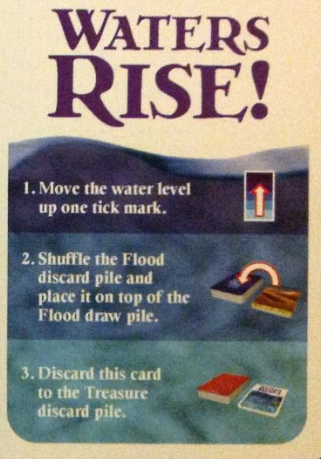 WATERS
RISE!
1. Move the water level
up one tick mark.
2. Shuffle the Flood
discard pile and
place it on top of the
Flood draw pile.
3. Discard this card
to the Treasure
discard pile.